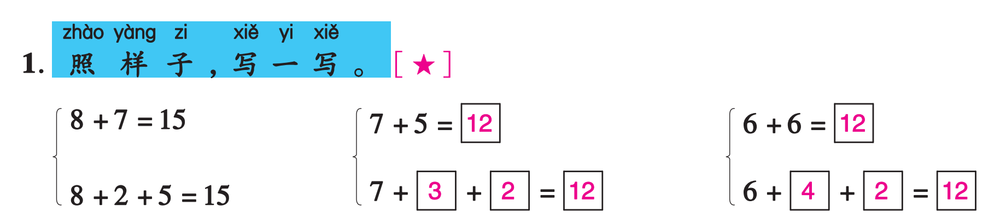 zhào yàng zi xiě yi xiě
1. 照样子,写一写。[★]
8+7=15 7+5=12 6+6=12
8+2+5=15 7+3+2=12 6+4+2=12